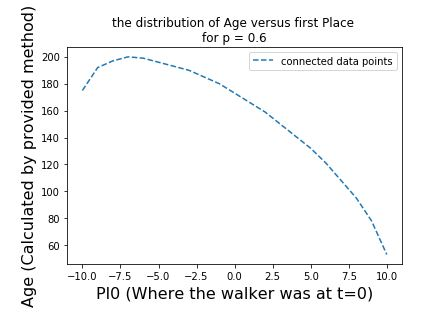 the distribution of Age versus first Place
for p = 0.6
connected data points
Age (Calculated by provided method)
200
180
160
140
120
100
80
60
−10.0 −7.5 −5.0 −2.5 0.0 2.5 5.0 7.5 10.0
PI0 (Where the walker was at t=0)